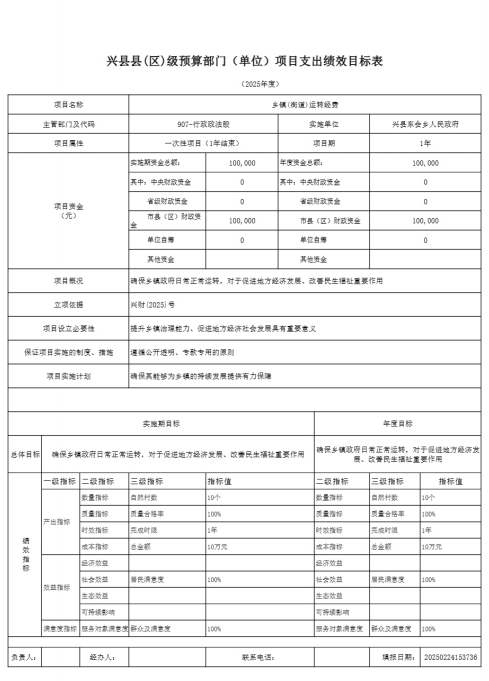 兴县县(区)级预算部门（单位）项目支出绩效目标表
（2025年度）
项目名称 乡镇(街道)运转经费
主管部门及代码 907-行政政法股 实施单位 兴县东会乡人民政府
项目属性 一次性项目（1年结束） 项目期 1年
项目资金
（元）
实施期资金总额: 100,000 年度资金总额: 100,000
其中: 中央财政资金 0 其中: 中央财政资金 0
省级财政资金 0 省级财政资金 0
市县（区）财政资金 100,000 市县（区）财政资金 100,000
单位自筹 0 单位自筹 0
其他资金 其他资金
项目概况 确保乡镇政府日常正常运转，对于促进地方经济发展、改善民生福祉重要作用
立项依据 兴财(2025)号
项目设立必要性 提升乡镇治理能力、促进地方经济社会发展具有重要意义
保证项目实施的制度、措施 遵循公开透明、专款专用的原则
项目实施计划 确保其能够为乡镇的持续发展提供有力保障
实施期目标 年度目标
总体目标 确保乡镇政府日常正常运转，对于促进地方经济发展、改善民生福祉重要作用 确保乡镇政府日常正常运转，对于促进地方经济发展、改善民生福祉重要作用
绩效指标
一级指标 二级指标 三级指标 指标值 二级指标 三级指标 指标值
产出指标
数量指标 自然村数 10个 数量指标 自然村数 10个
质量指标 质量合格率 100% 质量指标 质量合格率 100%
时效指标 完成时限 1年 时效指标 完成时限 1年
成本指标 总金额 10万元 成本指标 总金额 10万元
效益指标
经济效益 经济效益
社会效益 居民满意度 100% 社会效益 居民满意度 100%
生态效益 生态效益
可持续影响 可持续影响
满意度指标 服务对象满意度 群众及满意度 100% 服务对象满意度 群众及满意度 100%
负责人: 经办人: 联系电话: 填报日期: 20250224153736